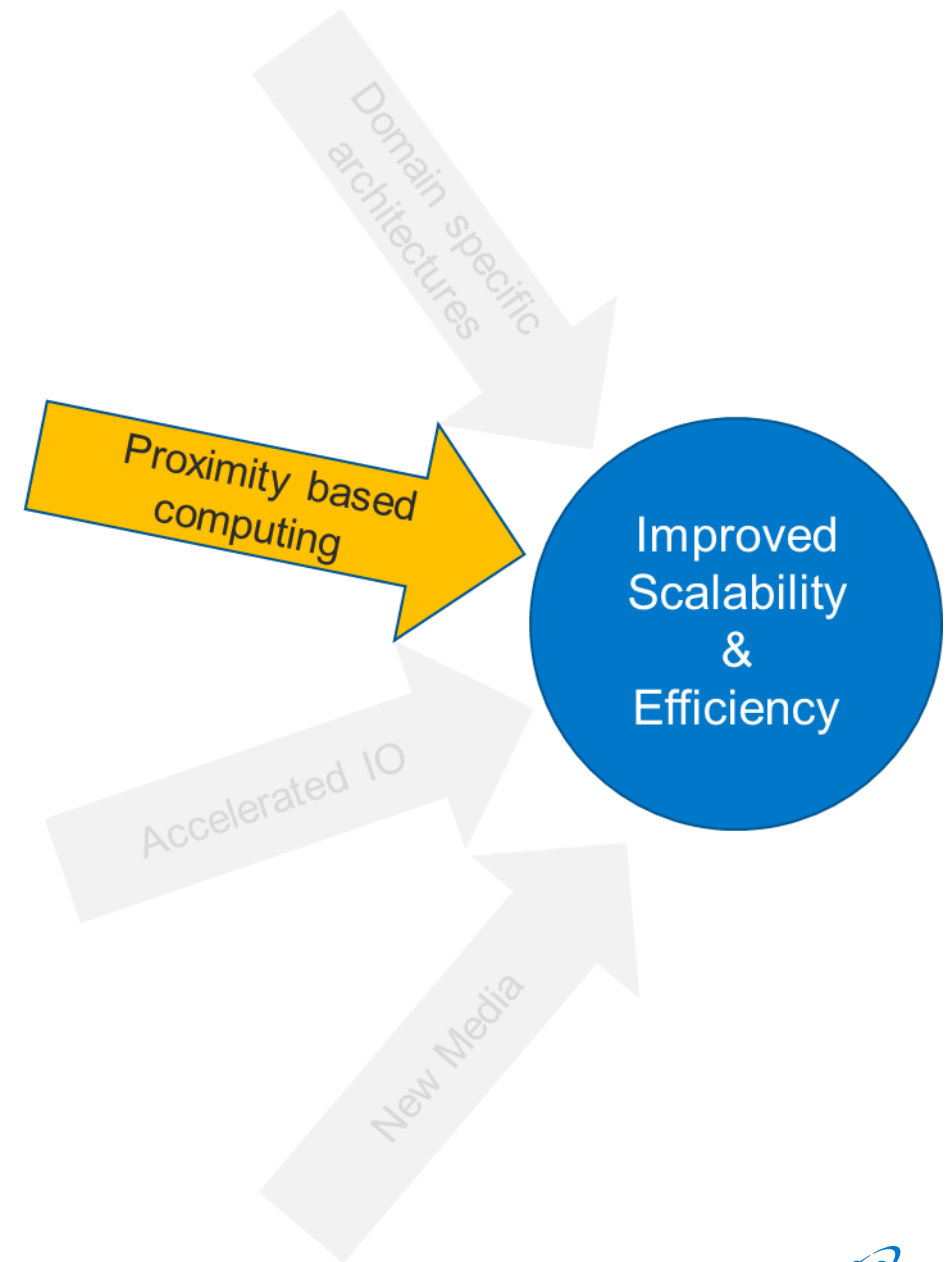 Domain specific
architectures
Proximity based
computing
Improved
Scalability
&
Efficiency
Accelerated IO
New Media